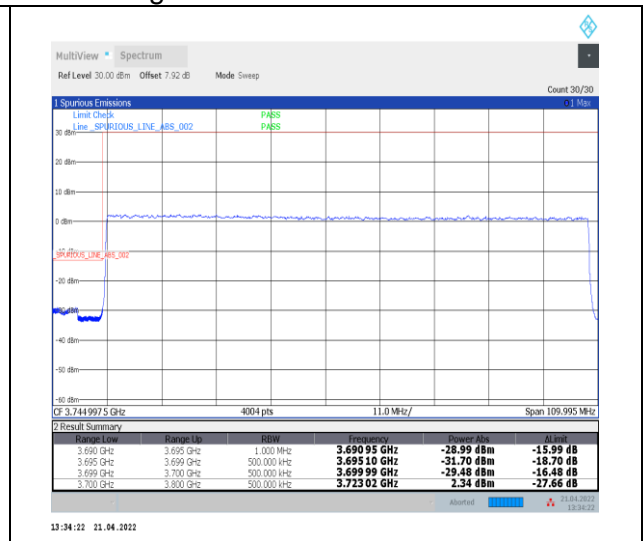 MultiView Spectrum
Ref Level 30.00 dBm Offset 7.92 dB Mode Sweep
Count 30/30
1 Spurious Emissions 1 Max
Limit Check PASS
Line _SPURIOUS_LINE_ABS_002 PASS
30 dBm
20 dBm
10 dBm
0 dBm
_SPURIOUS_LINE_ABS_002
-20 dBm
-40 dBm
-50 dBm
-60 dBm
CF 3.7449975 GHz 4004 pts 11.0 MHz/ Span 109.995 MHz
2 Result Summary
Range Low Range Up RBW Frequency Power Abs ΔLimit
3.690 GHz 3.695 GHz 1.000 MHz 3.690 95 GHz -28.99 dBm -15.99 dB
3.695 GHz 3.699 GHz 500.000 kHz 3.695 10 GHz -31.70 dBm -18.70 dB
3.699 GHz 3.700 GHz 500.000 kHz 3.699 99 GHz -29.48 dBm -16.48 dB
3.700 GHz 3.800 GHz 500.000 kHz 3.723 02 GHz 2.34 dBm -27.66 dB
Aborted 21.04.2022
13:34:22
13:34:22 21.04.2022